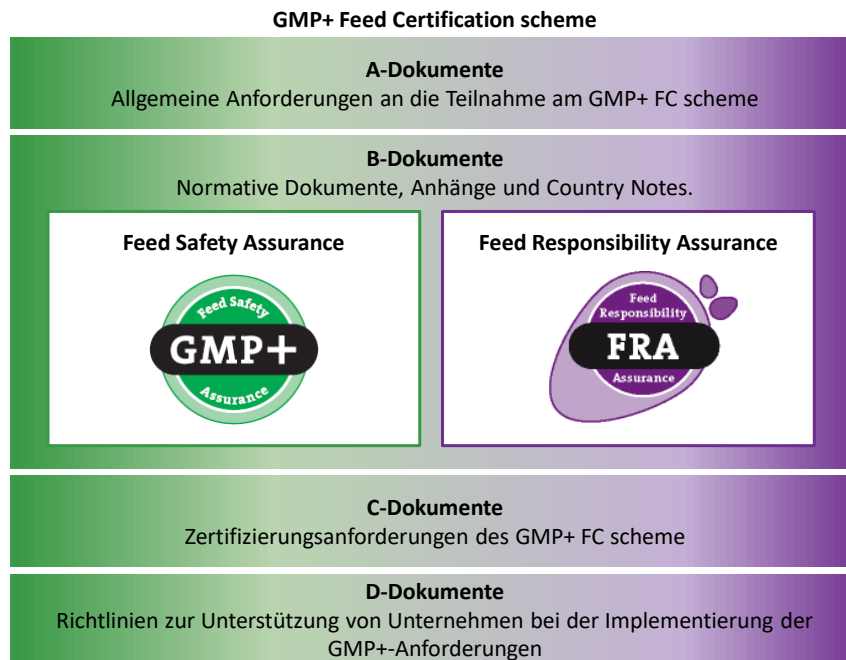 GMP+ Feed Certification scheme
A-Dokumente
Allgemeine Anforderungen an die Teilnahme am GMP+ FC scheme
B-Dokumente
Normative Dokumente, Anhänge und Country Notes.
Feed Safety Assurance
Feed Safety
GMP+
Assurance
Feed Responsibility Assurance
Feed
Responsibility
FRA
Assurance
C-Dokumente
Zertifizierungsanforderungen des GMP+ FC scheme
D-Dokumente
Richtlinien zur Unterstützung von Unternehmen bei der Implementierung der
GMP+-Anforderungen